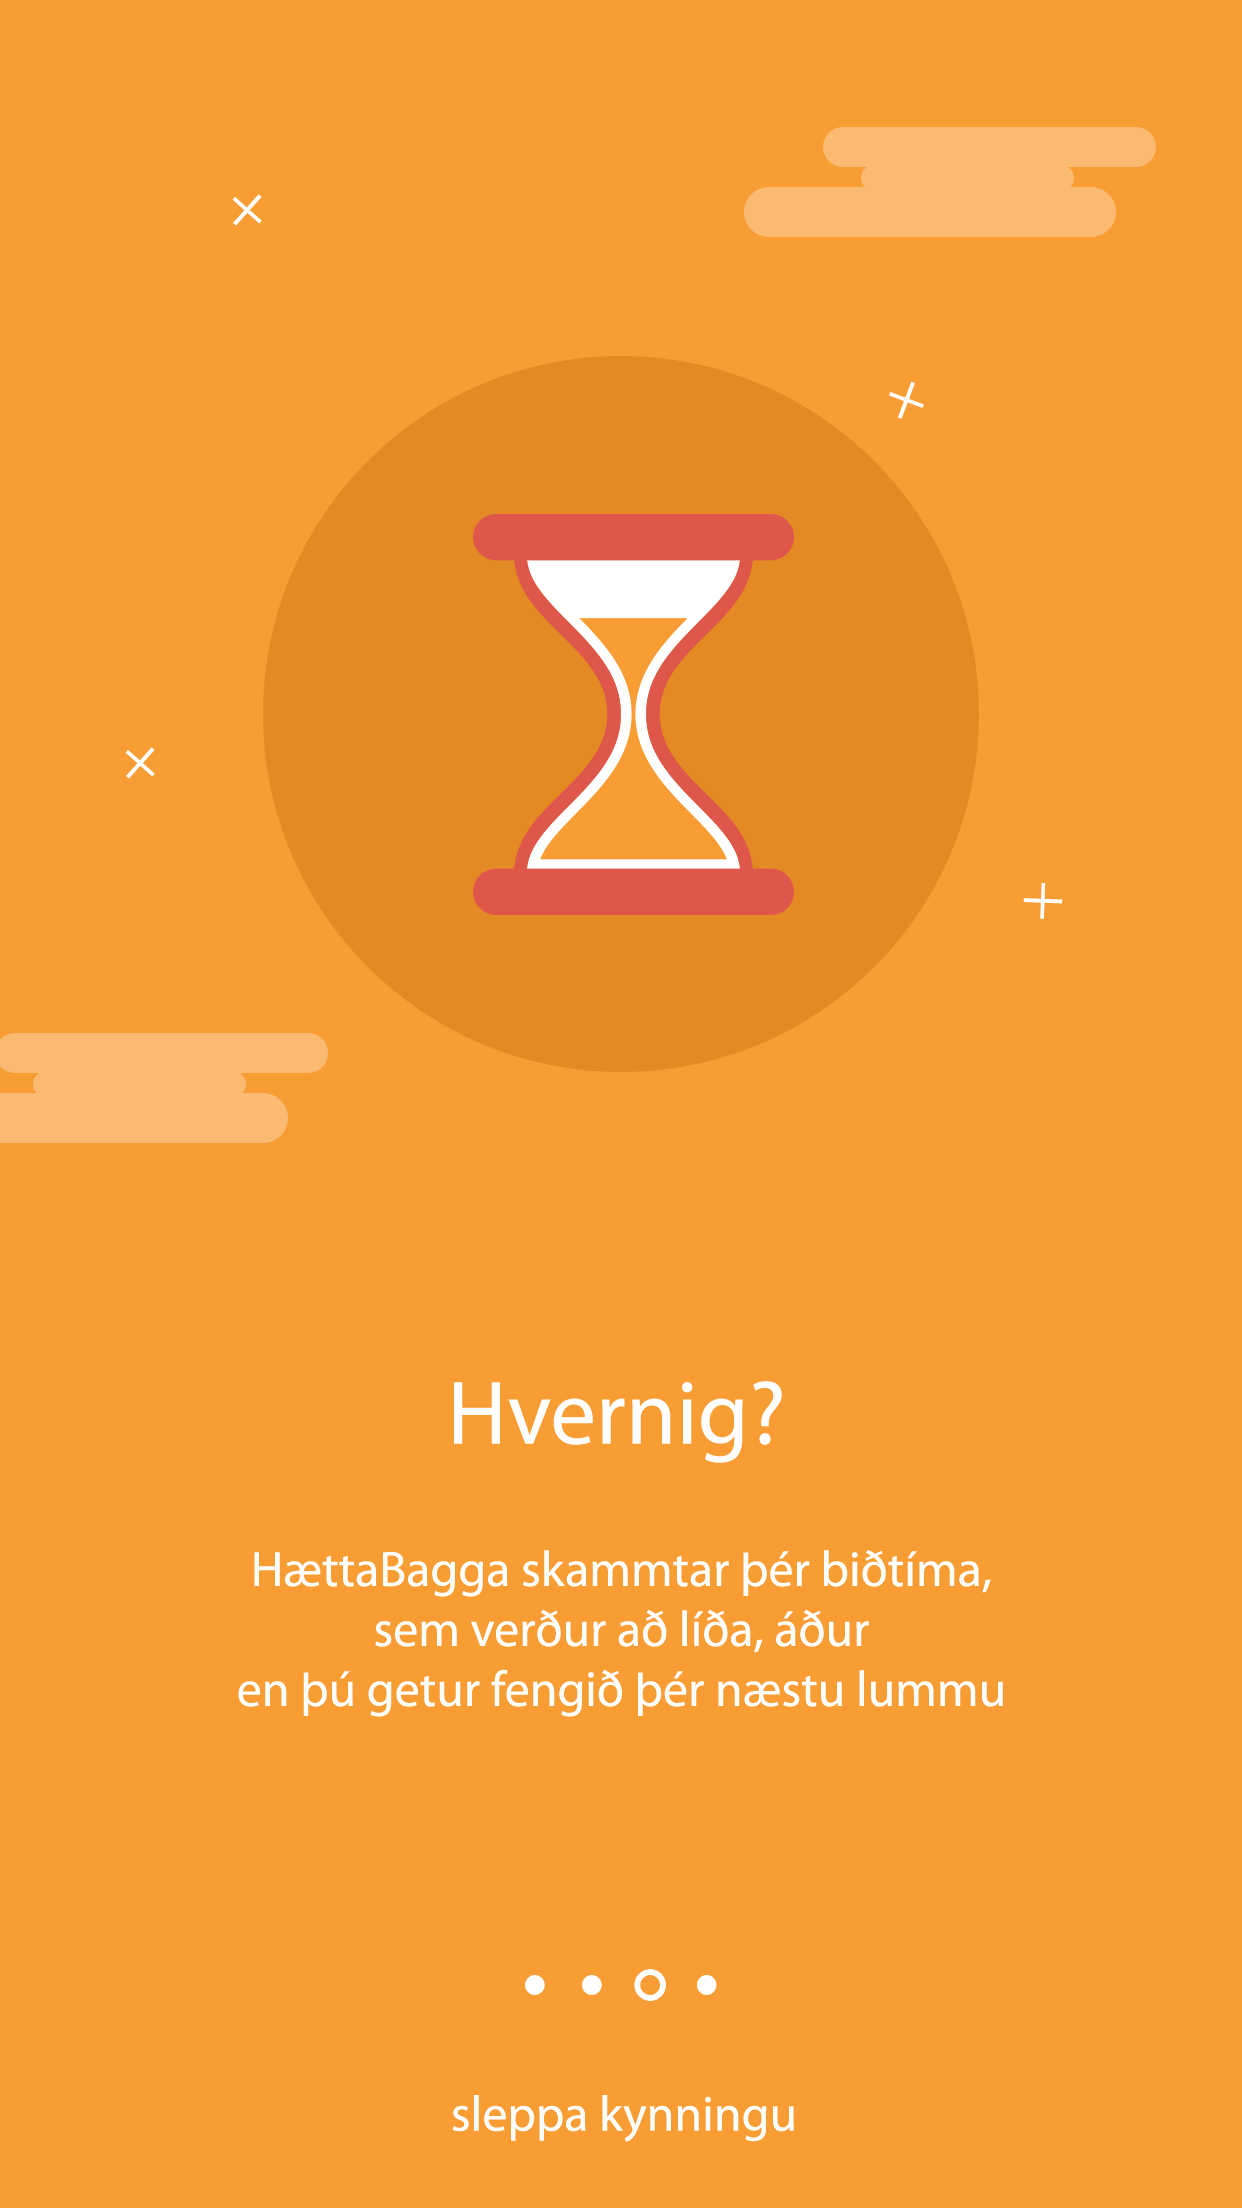 Hvernig?
HættaBagga skammtar þér biðtíma,
sem verður að líða, áður
en þú getur fengið þér næstu lummu
sleppa kynningu